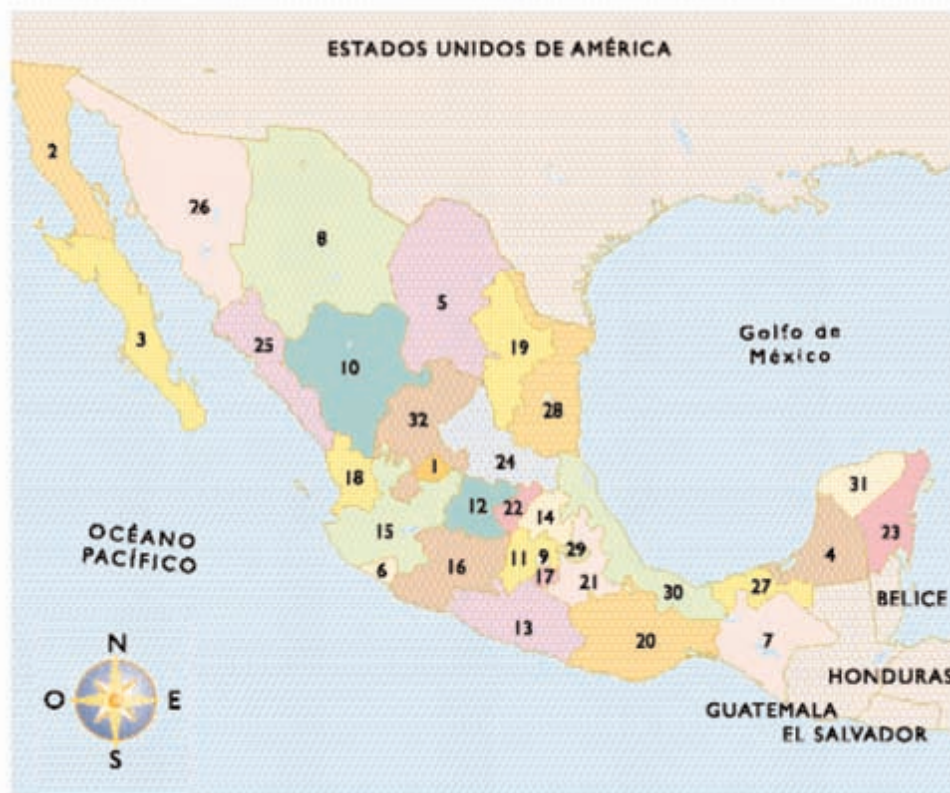 ESTADOS UNIDOS DE AMÉRICA
2
26
8
5
3
25
10
19
Golfo de
México
32
28
18
1
24
31
12
22
14
15
23
OCÉANO
PACÍFICO
11
9
29
4
6
16
17
21
27
30
BELICE
13
20
7
N
HONDURAS
O
E
GUATEMALA
EL SALVADOR
S